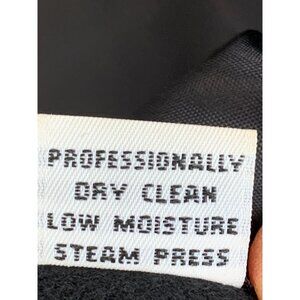 PROFESSIONALLY
DRY CLEAN
LOW MOISTURE
STEAM PRESS